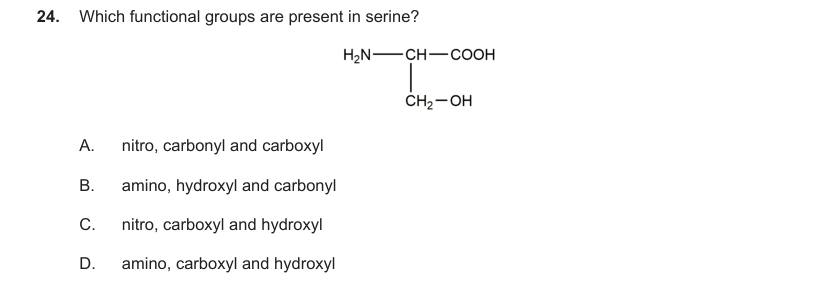 24. Which functional groups are present in serine?
H₂N—CH—COOH
CH₂—OH
A. nitro, carbonyl and carboxyl
B. amino, hydroxyl and carbonyl
C. nitro, carboxyl and hydroxyl
D. amino, carboxyl and hydroxyl